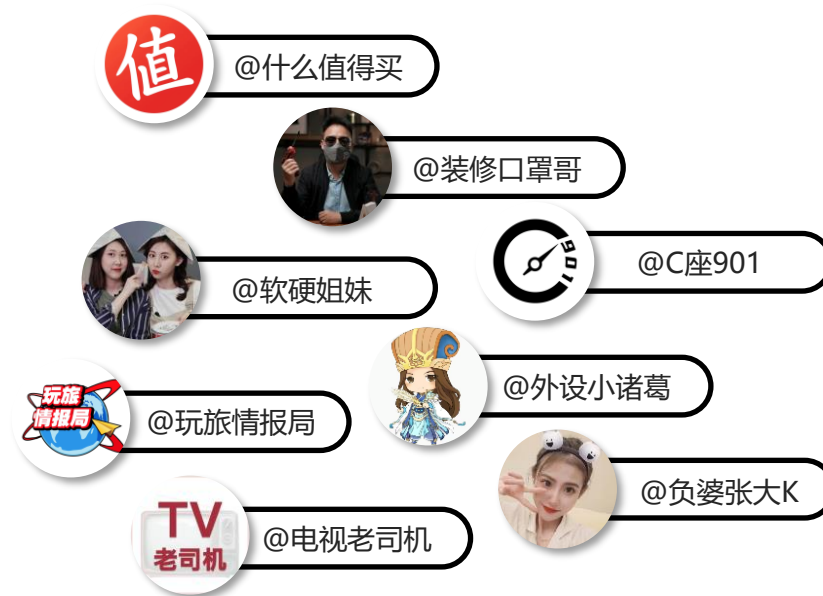 值
@什么值得买
@装修口罩哥
901
@C座901
@软硬姐妹
@外设小诸葛
玩旅
情报局
@玩旅情报局
@负婆张大K
TV
老司机
@电视老司机